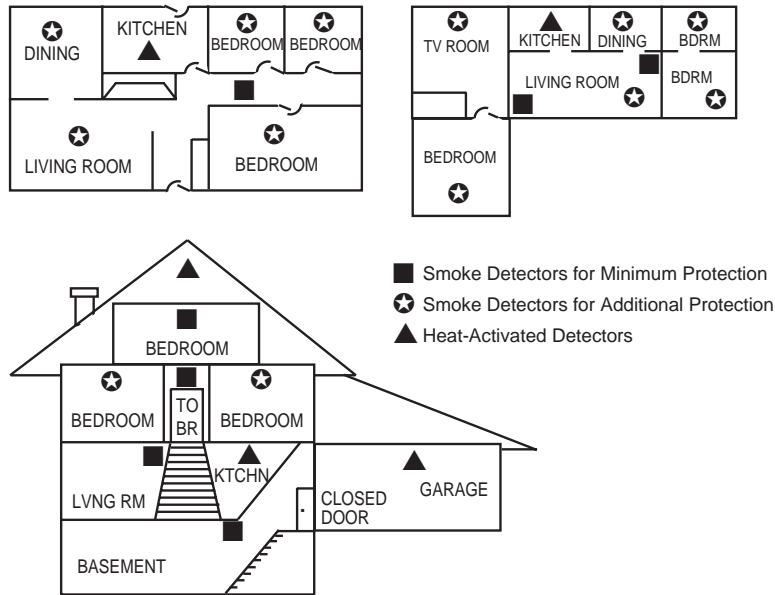 DINING
KITCHEN
BEDROOM
BEDROOM
LIVING ROOM
BEDROOM
TV ROOM
KITCHEN
DINING
BDRM
LIVING ROOM
BDRM
BEDROOM
Smoke Detectors for Minimum Protection
Smoke Detectors for Additional Protection
Heat-Activated Detectors
BEDROOM
BEDROOM
TO
BR
BEDROOM
LVNG RM
KTCHN
CLOSED
DOOR
GARAGE
BASEMENT